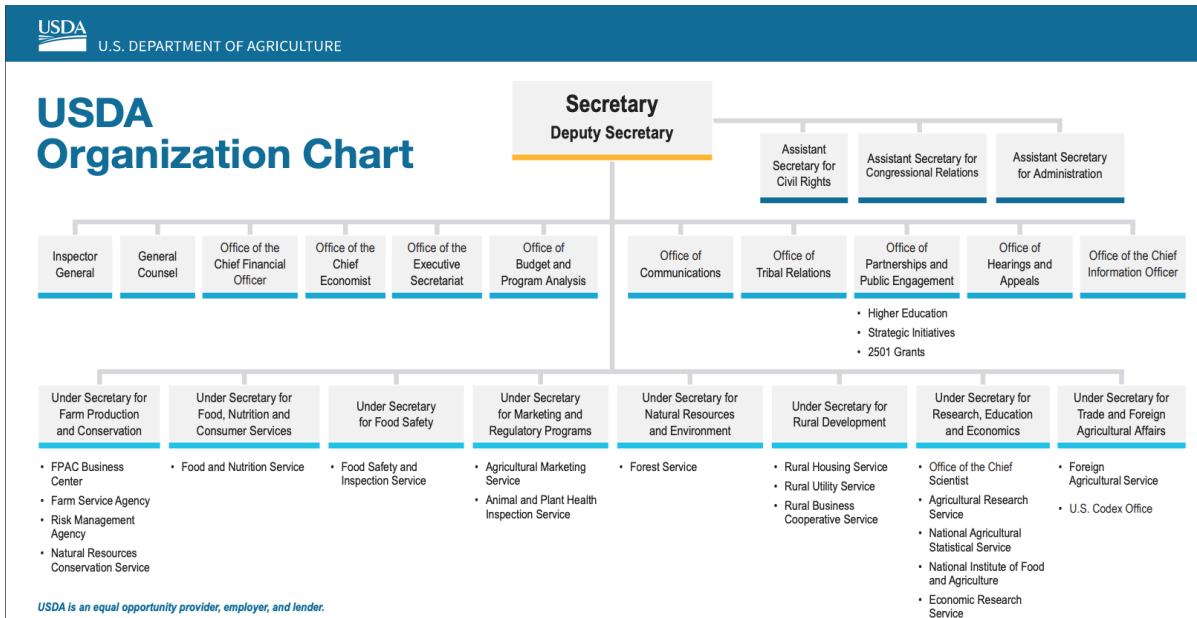 USDA
U.S. DEPARTMENT OF AGRICULTURE
USDA
Organization Chart
Secretary
Deputy Secretary
Assistant
Secretary for
Civil Rights
Assistant Secretary for
Congressional Relations
Assistant Secretary
for Administration
Inspector
General
General
Counsel
Office of the
Chief Financial
Officer
Office of the
Chief
Economist
Office of the
Executive
Secretariat
Office of
Budget and
Program Analysis
Office of
Communications
Office of
Tribal Relations
Office of
Partnerships and
Public Engagement
• Higher Education
• Strategic Initiatives
• 2501 Grants
Office of
Hearings and
Appeals
Office of the Chief
Information Officer
Under Secretary for
Farm Production
and Conservation
• FPAC Business
Center
• Farm Service Agency
• Risk Management
Agency
• Natural Resources
Conservation Service
Under Secretary for
Food, Nutrition and
Consumer Services
• Food and Nutrition Service
Under Secretary
for Food Safety
• Food Safety and
Inspection Service
Under Secretary
for Marketing and
Regulatory Programs
• Agricultural Marketing
Service
• Animal and Plant Health
Inspection Service
Under Secretary for
Natural Resources
and Environment
• Forest Service
Under Secretary for
Rural Development
• Rural Housing Service
• Rural Utility Service
• Rural Business
Cooperative Service
Under Secretary for
Research, Education
and Economics
• Office of the Chief
Scientist
• Agricultural Research
Service
• National Agricultural
Statistical Service
• National Institute of Food
and Agriculture
• Economic Research
Service
Under Secretary for
Trade and Foreign
Agricultural Affairs
• Foreign
Agricultural Service
• U.S. Codex Office
USDA is an equal opportunity provider, employer, and lender.